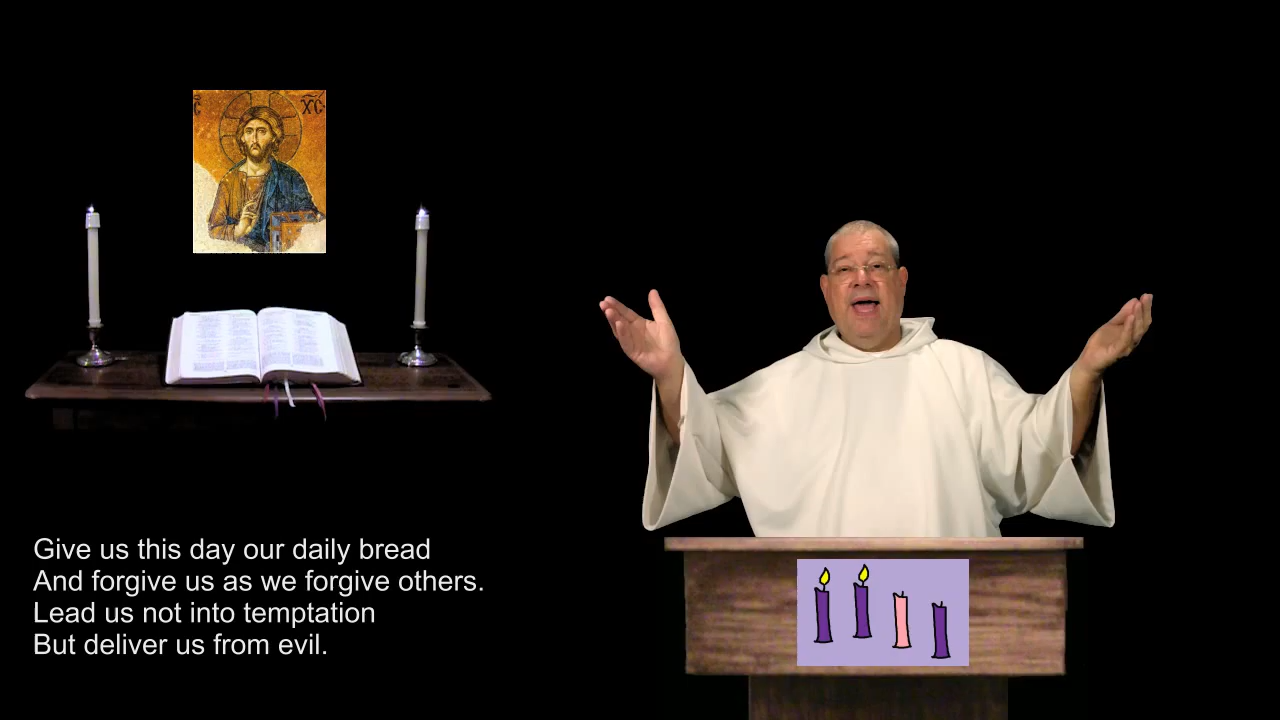 XC
Give us this day our daily bread
And forgive us as we forgive others.
Lead us not into temptation
But deliver us from evil.